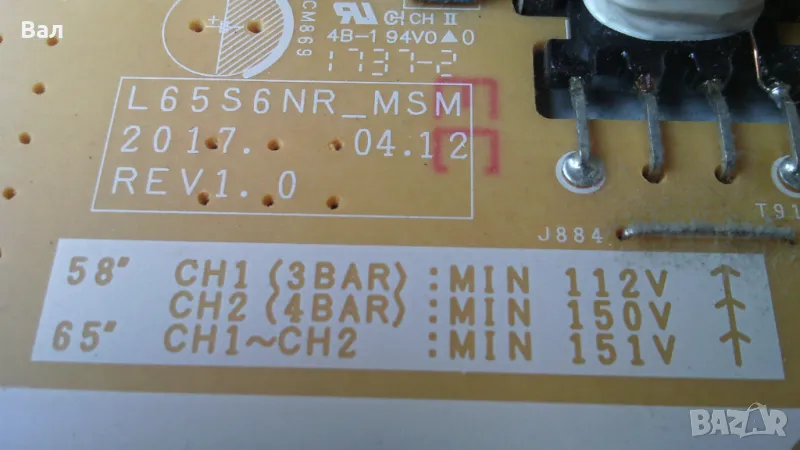 Вал
CM869
CH II
4B-1 94V0▲0
1737-2
L65S6NR_MSM
2017. 04.12
REV1.0
T91
J884
58" CH1 (3BAR) :MIN 112V
CH2 (4BAR) :MIN 150V
65" CH1~CH2 :MIN 151V
BAZAR